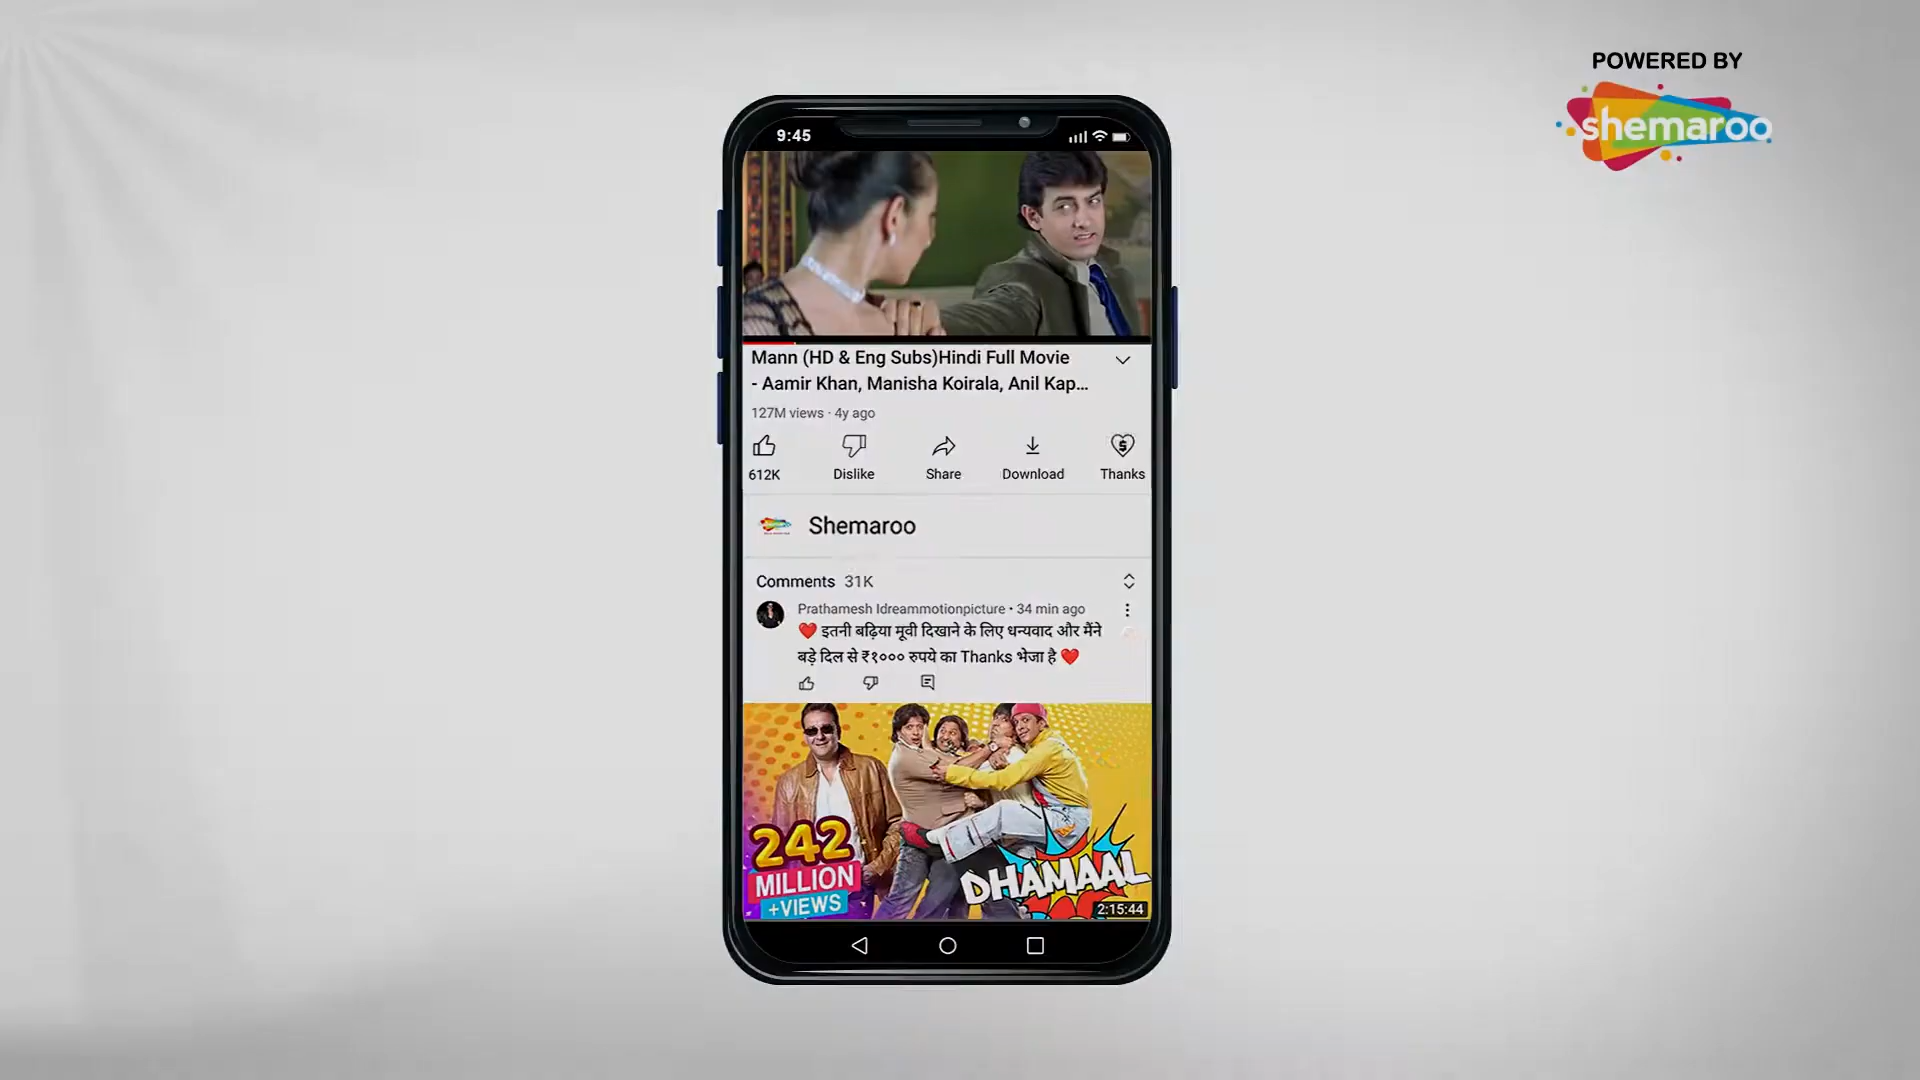 POWERED BY
shemaroo
9:45
Mann (HD & Eng Subs)Hindi Full Movie
- Aamir Khan, Manisha Koirala, Anil Kap...
127M views · 4y ago
612K Dislike Share Download Thanks
Shemaroo
Comments 31K
Prathamesh Idreammotionpicture • 34 min ago
❤️ इतनी बढ़िया मूवी दिखाने के लिए धन्यवाद और मैंने
बड़े दिल से ₹१००० रुपये का Thanks भेजा है ❤️
242
MILLION
+VIEWS
DHAMAAL
2:15:44